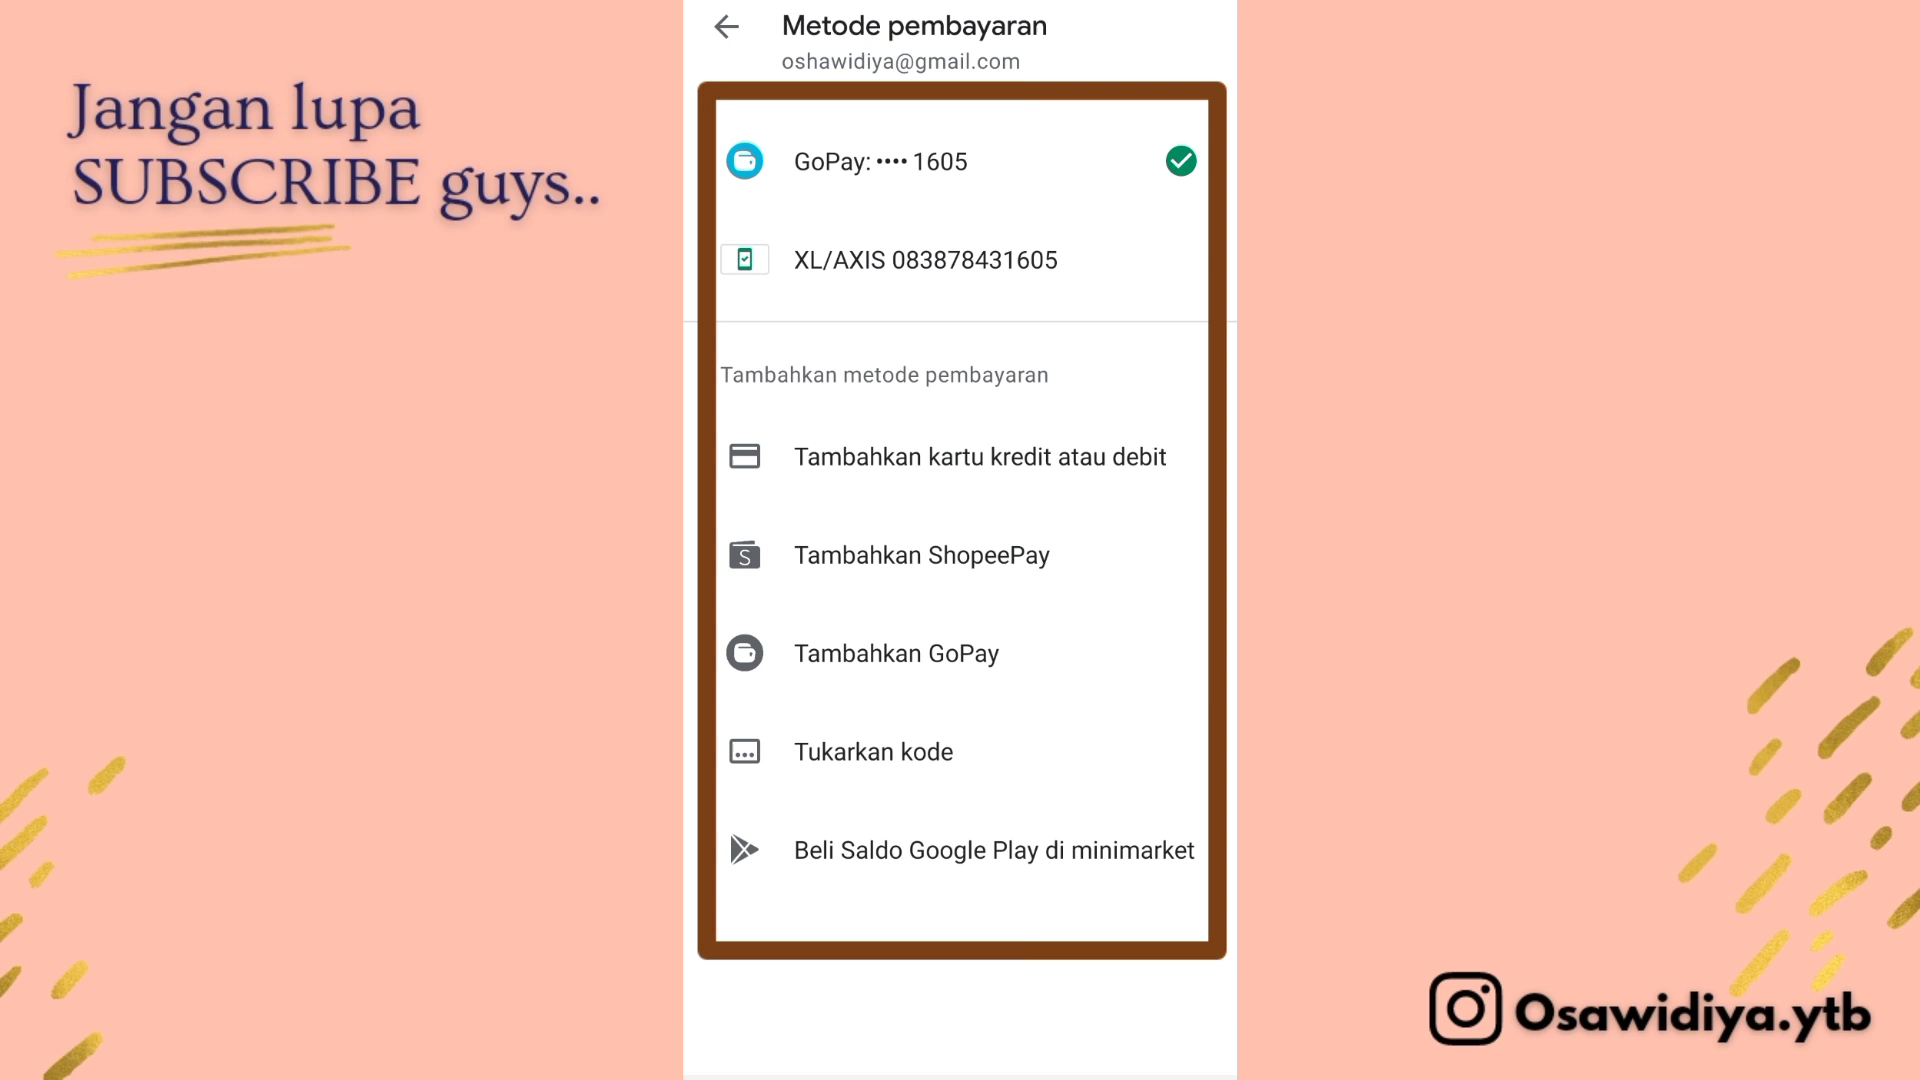 Jangan lupa
SUBSCRIBE guys..
Metode pembayaran
oshawidiya@gmail.com
GoPay: •••• 1605
XL/AXIS 083878431605
Tambahkan metode pembayaran
Tambahkan kartu kredit atau debit
S
Tambahkan ShopeePay
Tambahkan GoPay
Tukarkan kode
Beli Saldo Google Play di minimarket
Osawidiya.ytb